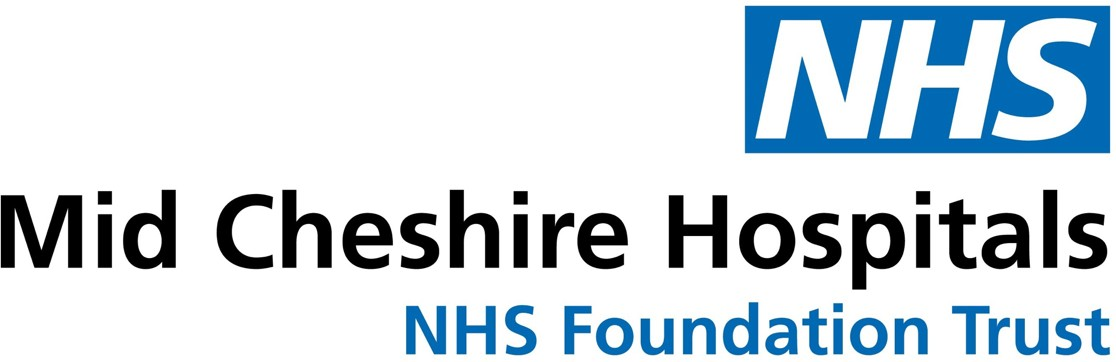 NHS
Mid Cheshire Hospitals
NHS Foundation Trust